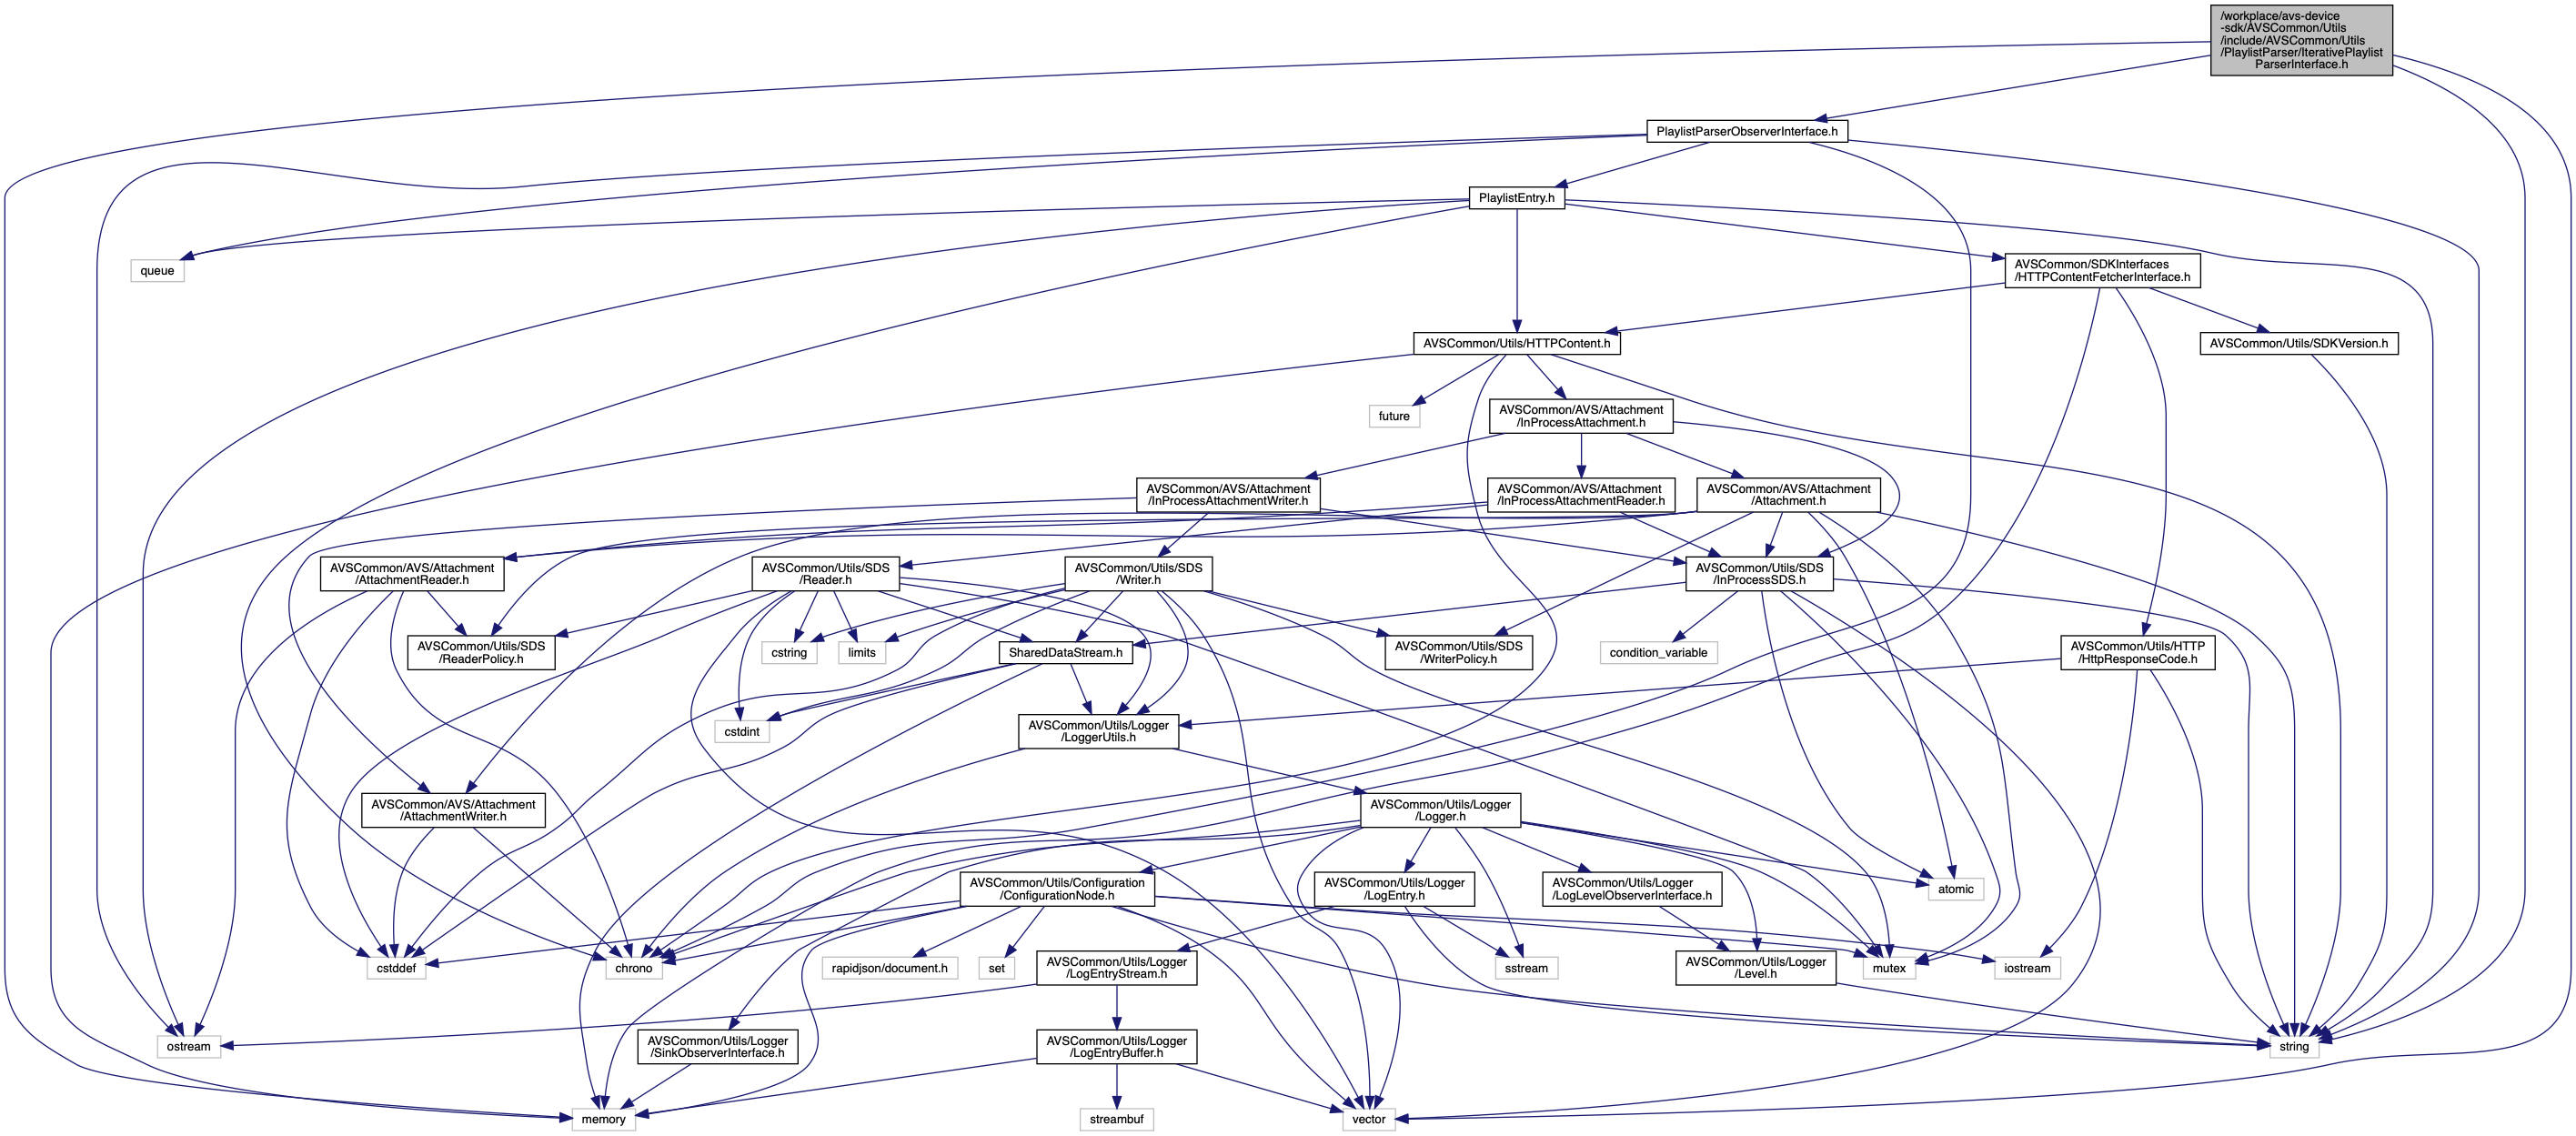 /workplace/avs-device
-sdk/AVSCommon/Utils
/include/AVSCommon/Utils
/PlaylistParser/IterativePlaylist
ParserInterface.h
PlaylistParserObserverInterface.h
PlaylistEntry.h
queue
AVSCommon/SDKInterfaces
/HTTPContentFetcherInterface.h
AVSCommon/Utils/HTTPContent.h
AVSCommon/Utils/SDKVersion.h
future
AVSCommon/AVS/Attachment
/InProcessAttachment.h
AVSCommon/AVS/Attachment
/InProcessAttachmentWriter.h
AVSCommon/AVS/Attachment
/InProcessAttachmentReader.h
AVSCommon/AVS/Attachment
/Attachment.h
AVSCommon/AVS/Attachment
/AttachmentReader.h
AVSCommon/Utils/SDS
/Reader.h
AVSCommon/Utils/SDS
/Writer.h
AVSCommon/Utils/SDS
/InProcessSDS.h
AVSCommon/Utils/SDS
/ReaderPolicy.h
cstring
limits
SharedDataStream.h
AVSCommon/Utils/SDS
/WriterPolicy.h
condition_variable
AVSCommon/Utils/HTTP
/HttpResponseCode.h
cstdint
AVSCommon/Utils/Logger
/LoggerUtils.h
AVSCommon/AVS/Attachment
/AttachmentWriter.h
AVSCommon/Utils/Logger
/Logger.h
AVSCommon/Utils/Configuration
/ConfigurationNode.h
AVSCommon/Utils/Logger
/LogEntry.h
AVSCommon/Utils/Logger
/LogLevelObserverInterface.h
atomic
cstddef
chrono
rapidjson/document.h
set
AVSCommon/Utils/Logger
/LogEntryStream.h
sstream
AVSCommon/Utils/Logger
/Level.h
mutex
iostream
ostream
AVSCommon/Utils/Logger
/SinkObserverInterface.h
AVSCommon/Utils/Logger
/LogEntryBuffer.h
string
memory
streambuf
vector